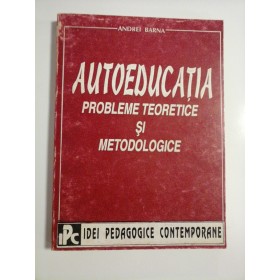 ANDREI BARNA
AUTOEDUCAȚIA
PROBLEME TEORETICE
ȘI
METODOLOGICE
IPC IDEI PEDAGOGICE CONTEMPORANE